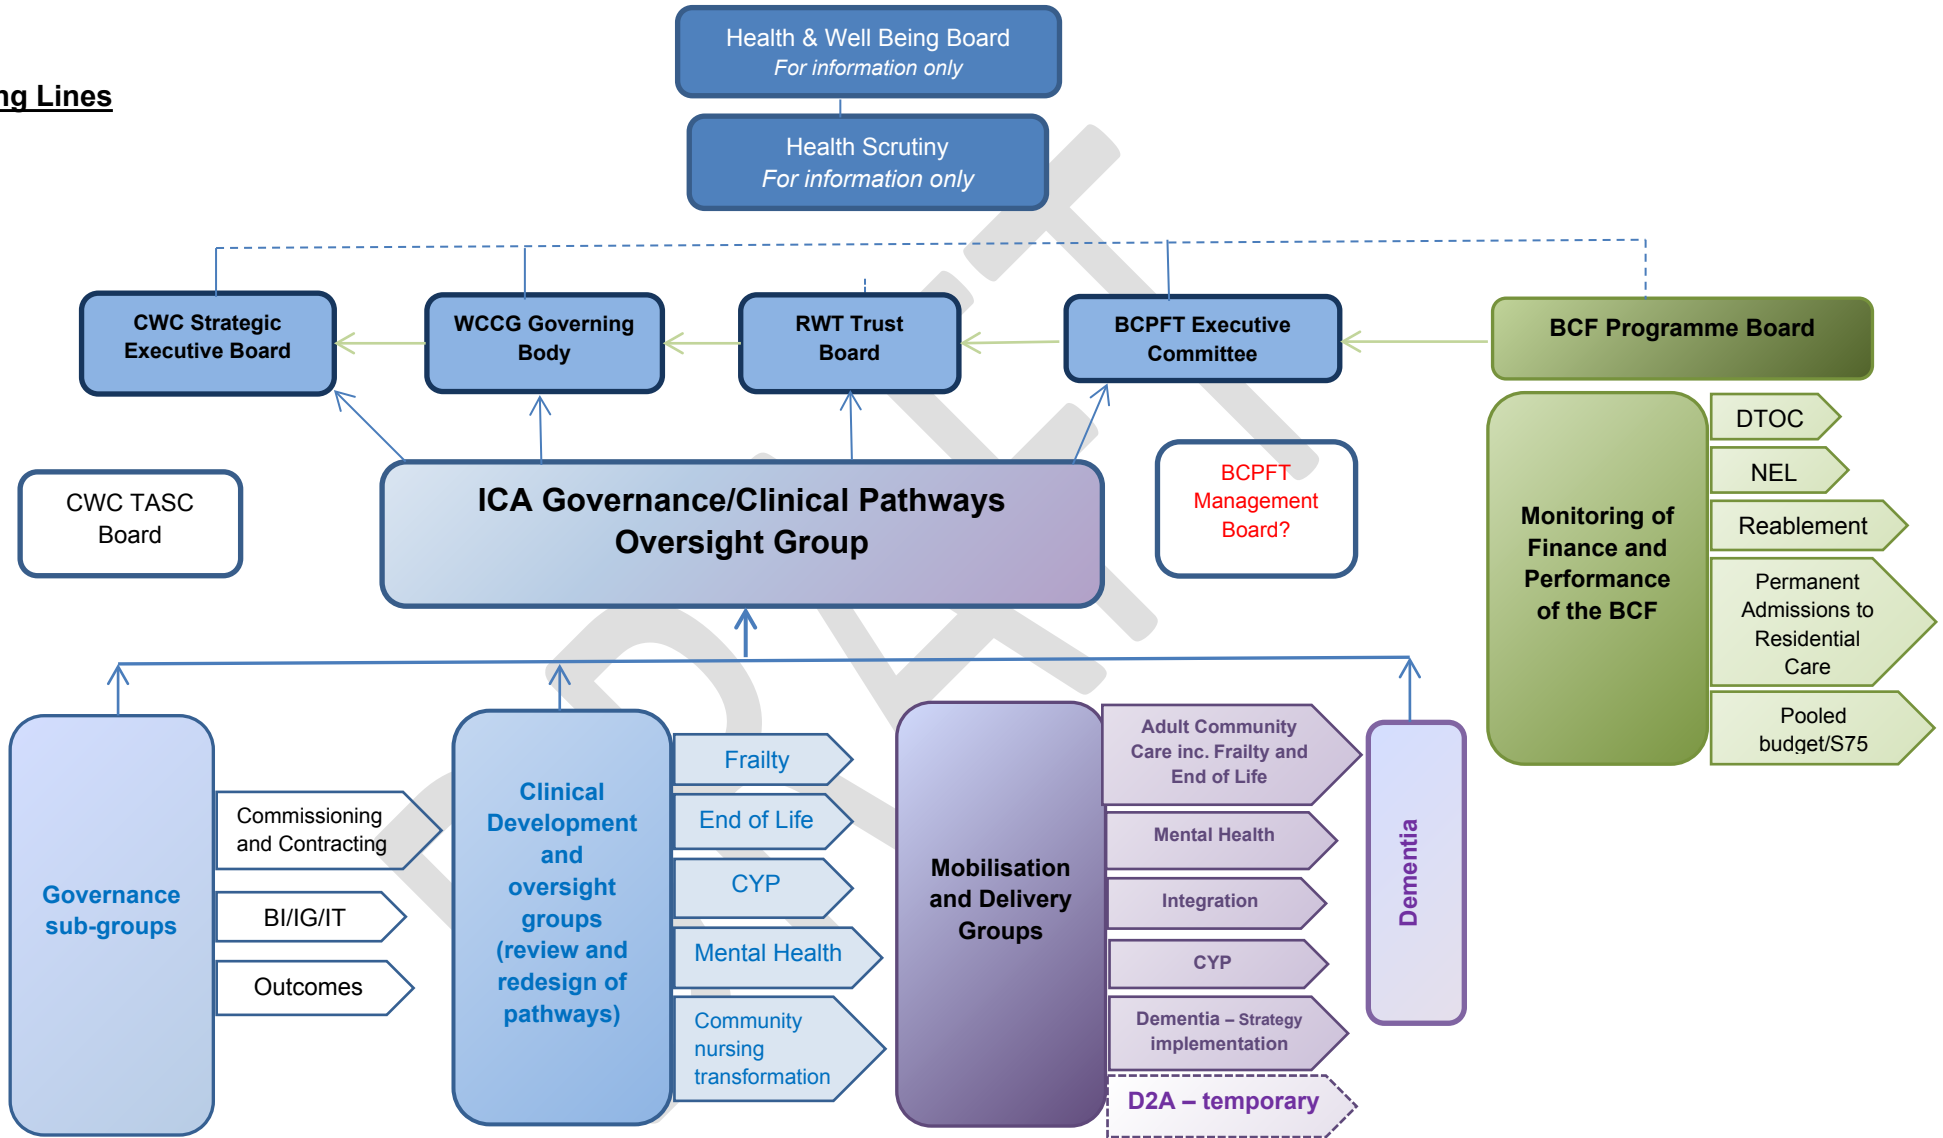 Health & Well Being Board
For information only
ng Lines
Health Scrutiny
For information only
CWC Strategic
Executive Board
WCCG Governing
Body
RWT Trust
Board
BCPFT Executive
Committee
BCF Programme Board
CWC TASC
Board
ICA Governance/Clinical Pathways
Oversight Group
BCPFT
Management
Board?
Monitoring of
Finance and
Performance
of the BCF
DTOC
NEL
Reablement
Permanent
Admissions to
Residential
Care
Pooled
budget/S75
Governance
sub-groups
Commissioning
and Contracting
BI/IG/IT
Outcomes
Clinical
Development
and
oversight
groups
(review and
redesign of
pathways)
Frailty
End of Life
CYP
Mental Health
Community
nursing
transformation
Mobilisation
and Delivery
Groups
Adult Community
Care inc. Frailty and
End of Life
Mental Health
Integration
CYP
Dementia – Strategy
implementation
D2A – temporary
Dementia
DRAFT